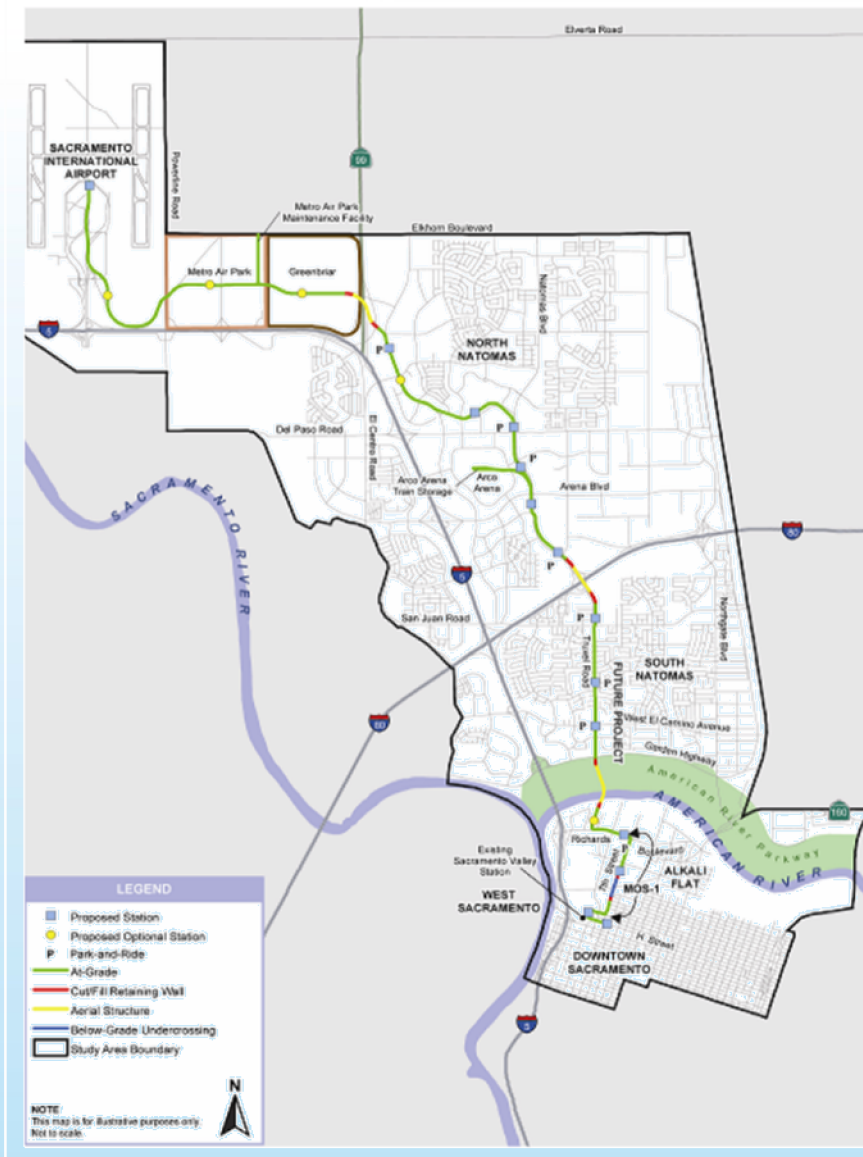 Elverta Road
SACRAMENTO
INTERNATIONAL
AIRPORT
Powerline Road
99
Metro Air Park
Maintenance Facility
Elkhorn Boulevard
Metro Air Park
Greenbriar
5
NORTH
NATOMAS
Natomas Blvd
P
Del Paso Road
El Centro Road
P
P
Arco Arena
Train Storage
Arco
Arena
Arena Blvd
SACRAMENTO RIVER
80
P
5
San Juan Road
P
Truxel Road
Northgate Blvd
SOUTH
NATOMAS
FUTURE PROJECT
P
80
P
West El Camino Avenue
Garden Highway
American River Parkway
AMERICAN RIVER
160
Richards
P
Boulevard
Existing
Sacramento Valley
Station
7th Street
ALKALI
FLAT
MOS-1
WEST
SACRAMENTO
H Street
DOWNTOWN
SACRAMENTO
5
LEGEND
Proposed Station
Proposed Optional Station
P Park-and-Ride
At-Grade
Cut/Fill Retaining Wall
Aerial Structure
Below-Grade Undercrossing
Study Area Boundary
N
NOTE:
This map is for illustrative purposes only.
Not to scale.